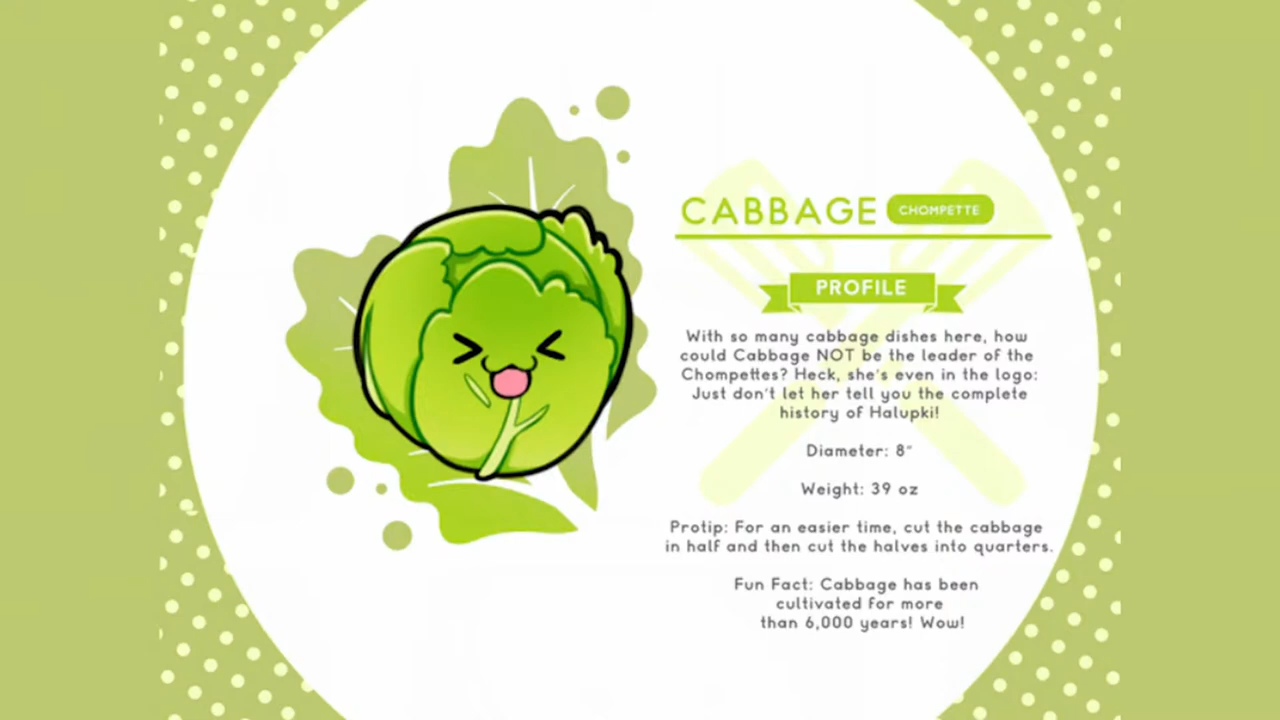 CABBAGE CHOMPETTE
PROFILE
With so many cabbage dishes here, how
could Cabbage NOT be the leader of the
Chompettes? Heck, she's even in the logo:
Just don't let her tell you the complete
history of Halupki!
Diameter: 8"
Weight: 39 oz
Protip: For an easier time, cut the cabbage
in half and then cut the halves into quarters.
Fun Fact: Cabbage has been
cultivated for more
than 6,000 years! Wow!